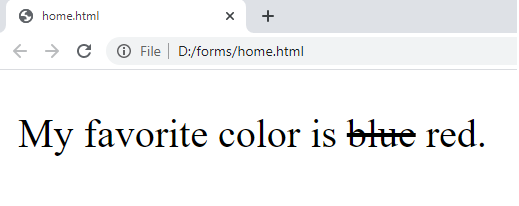 home.html
File D:/forms/home.html
My favorite color is blue red.